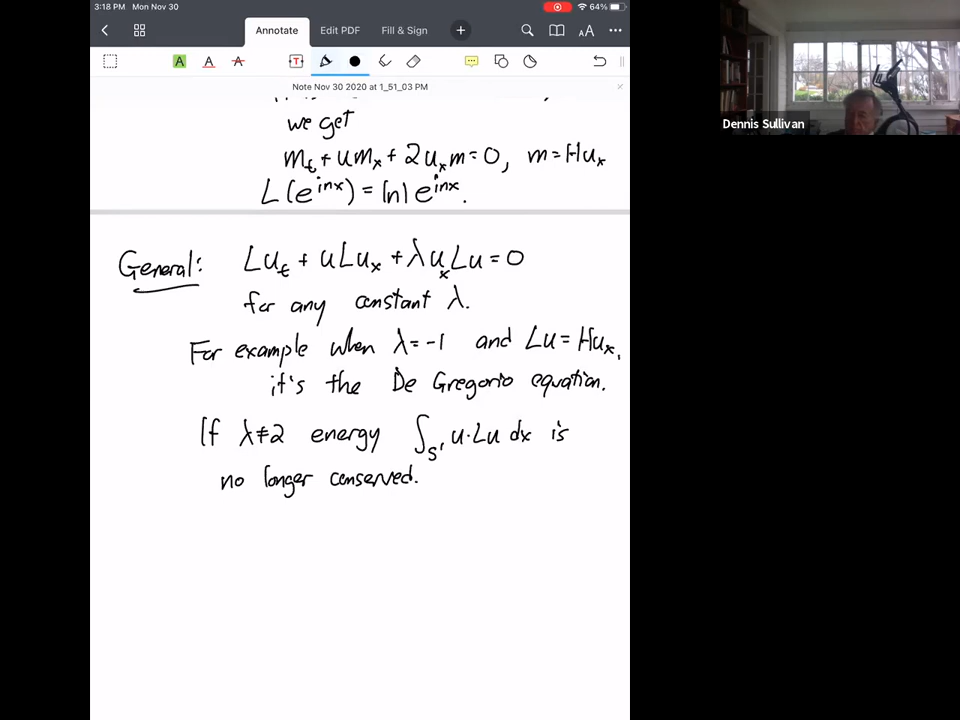 3:18 PM Mon Nov 30
64%
Annotate Edit PDF Fill & Sign
A A A T AA
Note Nov 30 2020 at 1_51_03 PM
we get
m_t + u m_x + 2 u_x m = 0, m = H u_x
L(e^{inx}) = |n| e^{inx}.
General: L u_t + u L u_x + λ u_x L u = 0
for any constant λ.
For example when λ = -1 and L u = H u_x,
it's the De Gregorio equation.
If λ ≠ 2 energy ∫_{S^1} u · L u dx is
no longer conserved.
Dennis Sullivan